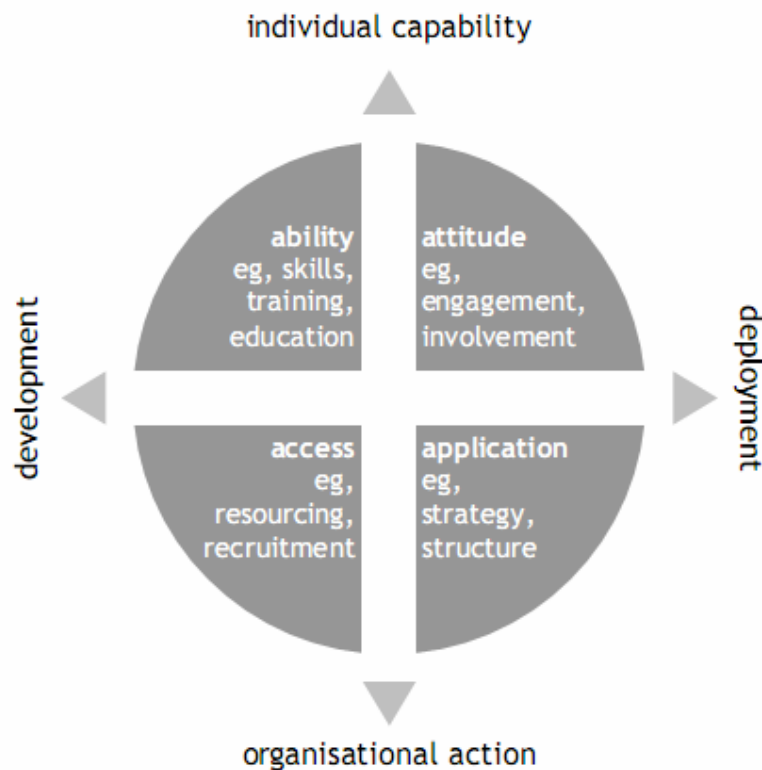 individual capability
ability
eg, skills,
training,
education
attitude
eg,
engagement,
involvement
development
deployment
access
eg,
resourcing,
recruitment
application
eg,
strategy,
structure
organisational action